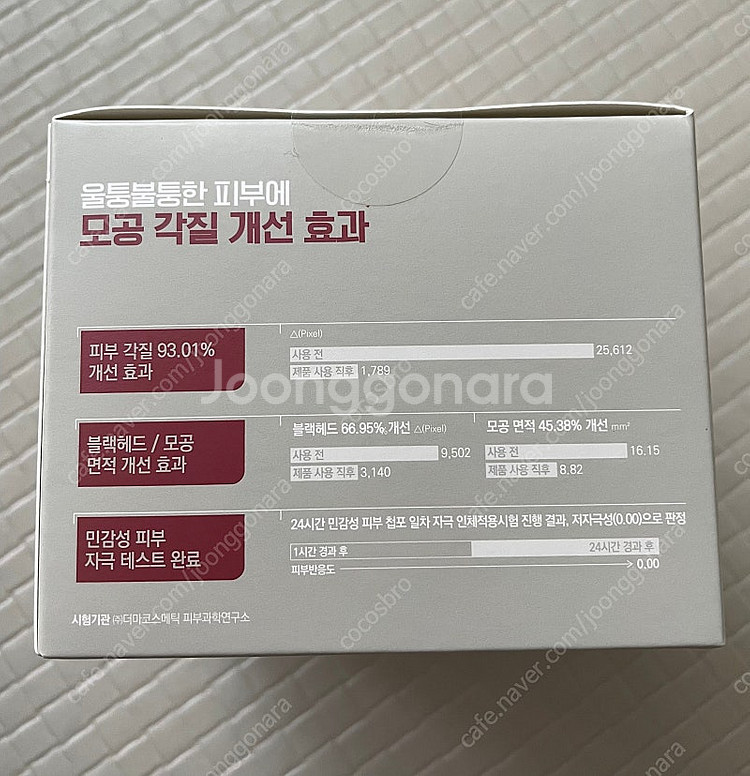 울퉁불퉁한 피부에
모공 각질 개선 효과
피부 각질 93.01%
개선 효과
△(Pixel)
사용 전 25,612
제품 사용 직후 1,789
Joonggonara
블랙헤드 / 모공
면적 개선 효과
블랙헤드 66.95% 개선 △(Pixel)
사용 전 9,502
제품 사용 직후 3,140
모공 면적 45.38% 개선 mm²
사용 전 16.15
제품 사용 직후 8.82
민감성 피부
자극 테스트 완료
24시간 민감성 피부 첩포 일차 자극 인체적용시험 진행 결과, 저자극성(0.00)으로 판정
1시간 경과 후 24시간 경과 후
피부반응도 0.00
시험기관 ㈜더마코스메틱 피부과학연구소
cafe.naver.com/joonggonara
cocosbro